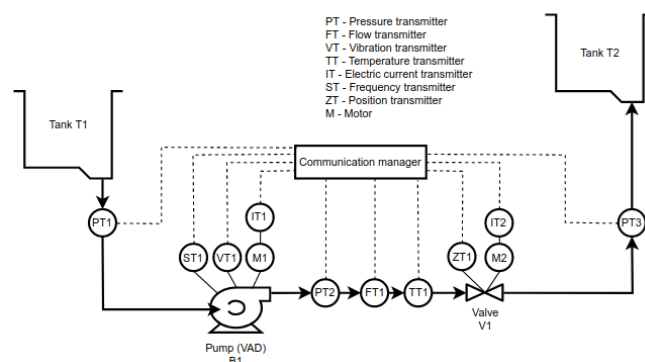 PT - Pressure transmitter
FT - Flow transmitter
VT - Vibration transmitter
TT - Temperature transmitter
IT - Electric current transmitter
ST - Frequency transmitter
ZT - Position transmitter
M - Motor
Tank T2
Tank T1
Communication manager
PT1
IT1
IT2
PT3
ST1
VT1
M1
ZT1
M2
PT2
FT1
TT1
Valve
V1
Pump (VAD)
B1